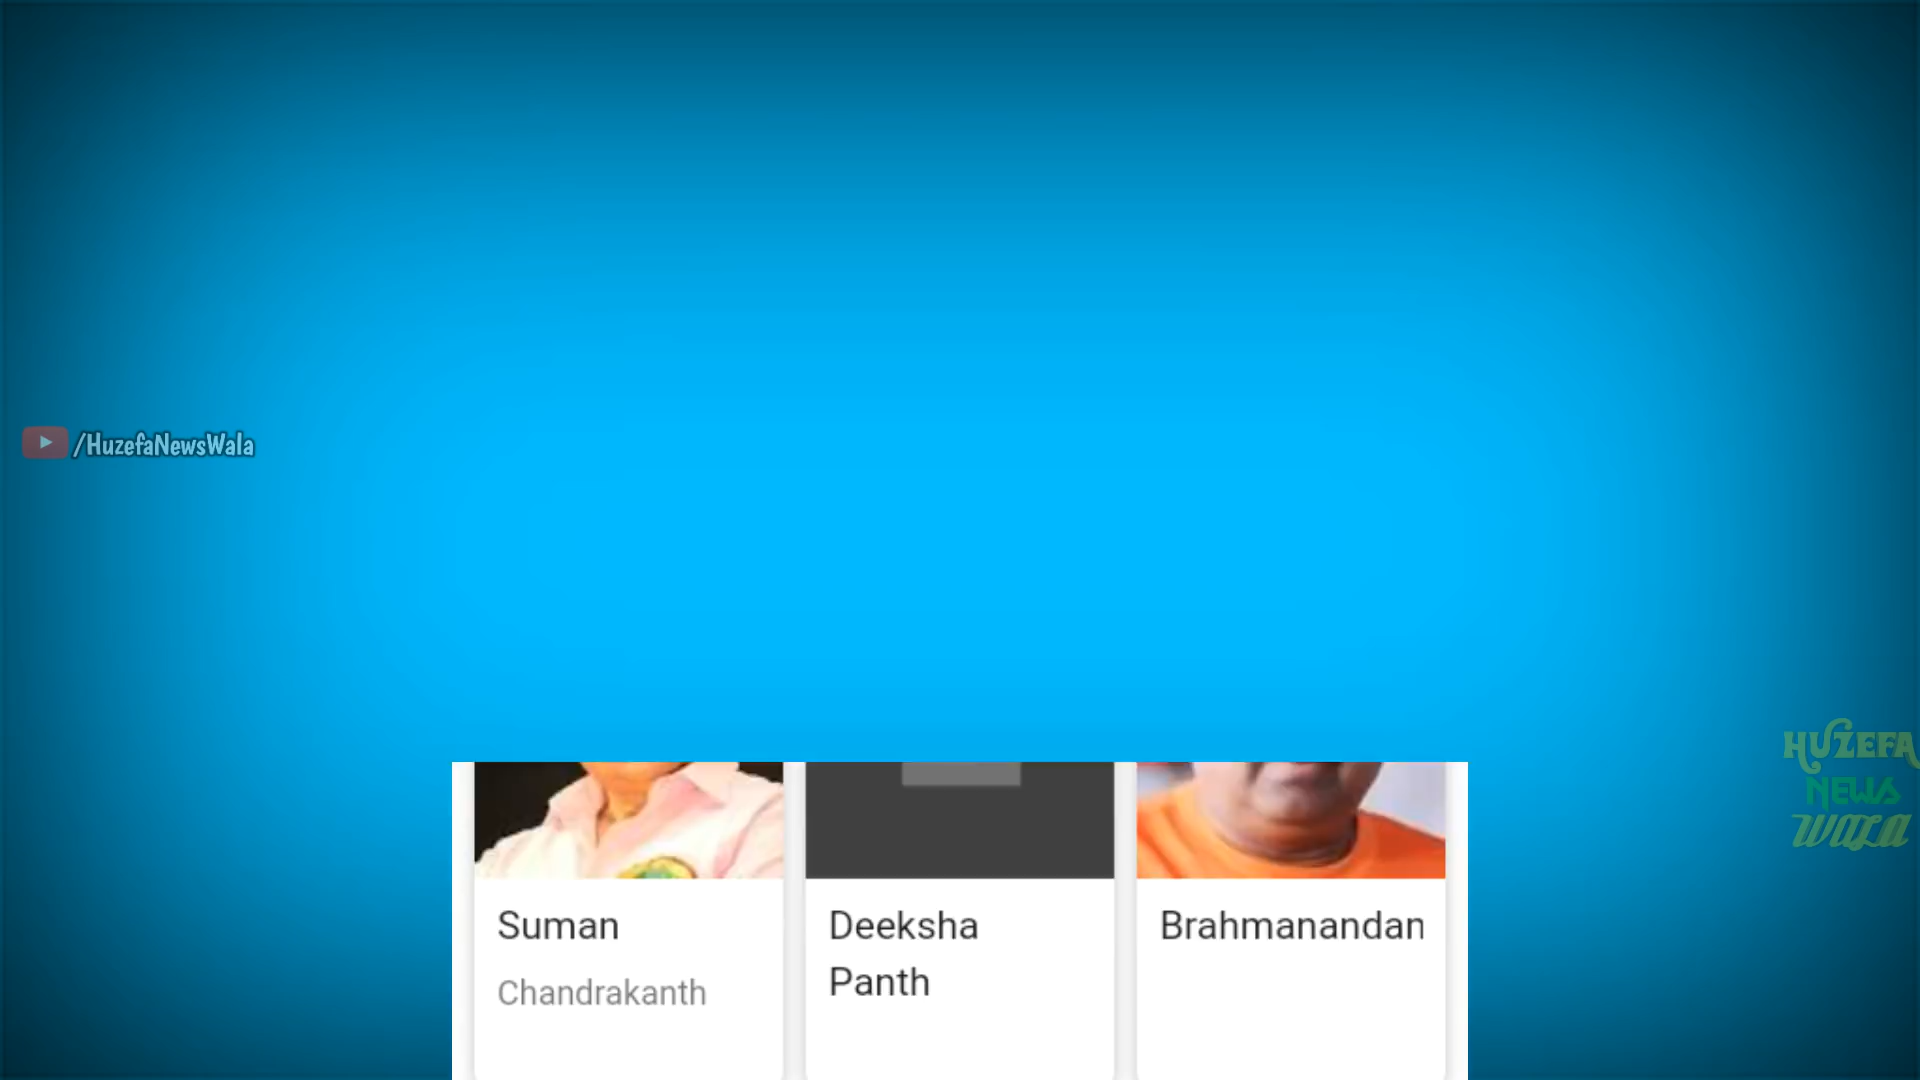 /HuzefaNewsWala
HUZEFA
NEWS
WALA
Suman
Chandrakanth
Deeksha
Panth
Brahmanandan